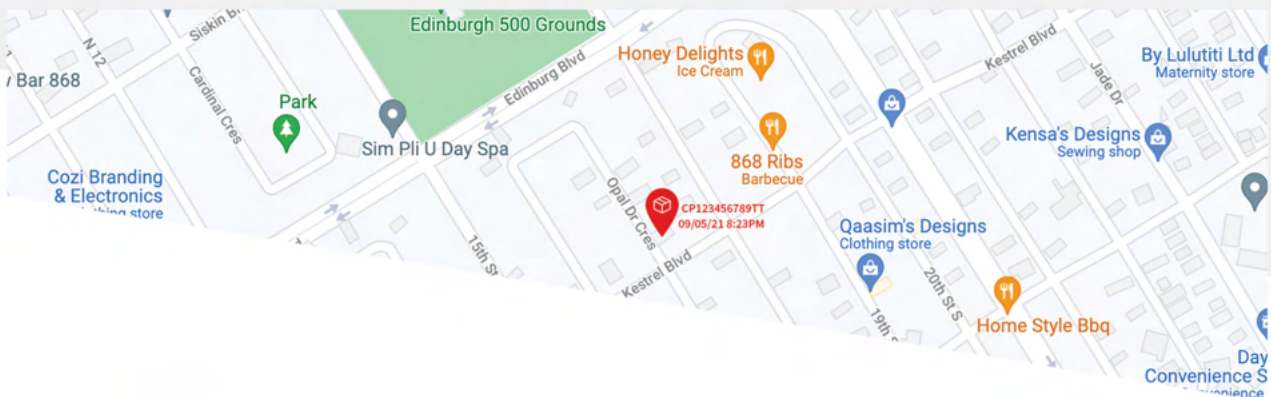 Edinburgh 500 Grounds
Siskin
N 12
Bar 868
Cardinal Cres
Park
Edinburg Blvd
Honey Delights
Ice Cream
Kestrel Blvd
Jade Dr
By Lulutiti Ltd
Maternity store
Sim Pli U Day Spa
868 Ribs
Barbecue
Kensa's Designs
Sewing shop
Cozi Branding
& Electronics
store
Opal Dr Cres
CP123456789TT
09/05/21 8:23PM
15th St
Kestrel Blvd
Qaasim's Designs
Clothing store
20th St S
19th
Home Style Bbq
Day
Convenience S